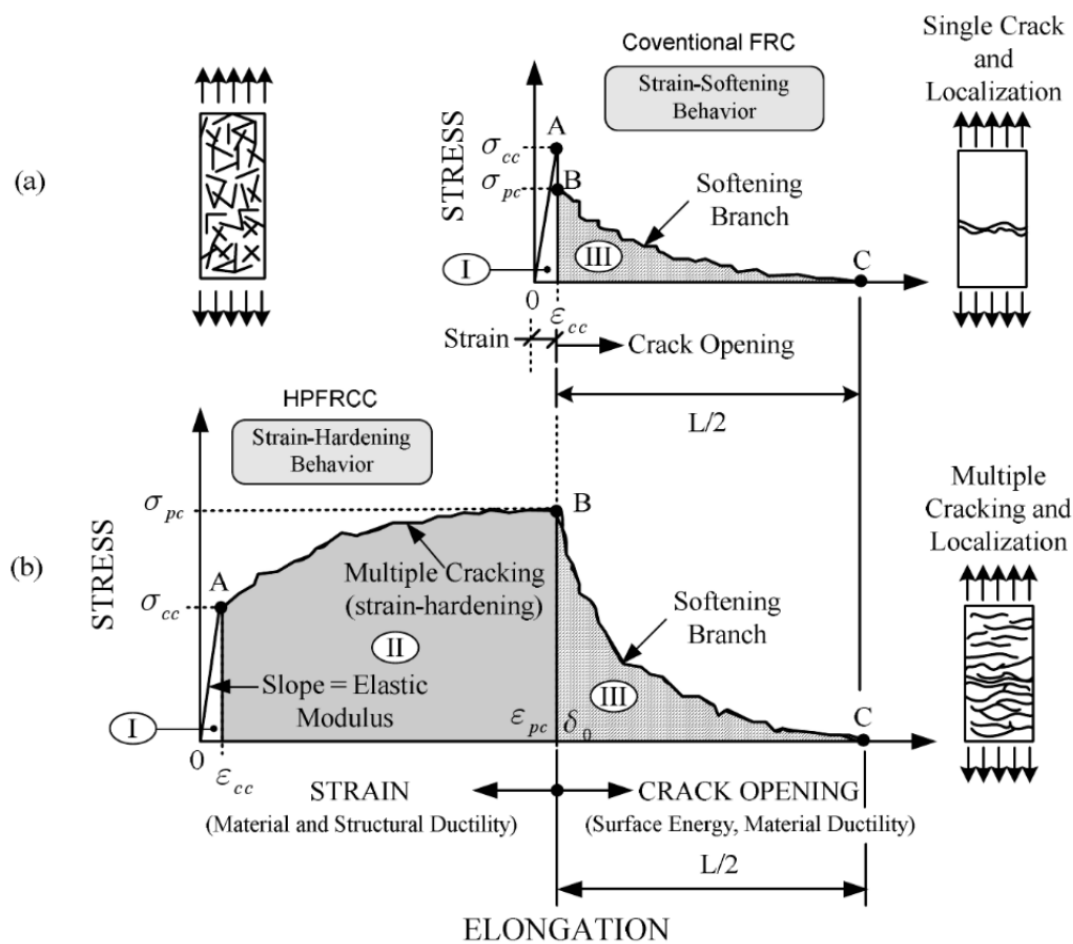 (a)
Coventional FRC
Strain-Softening
Behavior
Single Crack
and
Localization
STRESS
σcc
σpc
A
B
C
Softening
Branch
I
III
0
εcc
Strain
Crack Opening
L/2
(b)
HPFRCC
Strain-Hardening
Behavior
Multiple
Cracking and
Localization
STRESS
σpc
σcc
A
B
C
Multiple Cracking
(strain-hardening)
Softening
Branch
II
III
Slope = Elastic
Modulus
I
εpc
δ0
0
εcc
STRAIN
(Material and Structural Ductility)
CRACK OPENING
(Surface Energy, Material Ductility)
L/2
ELONGATION